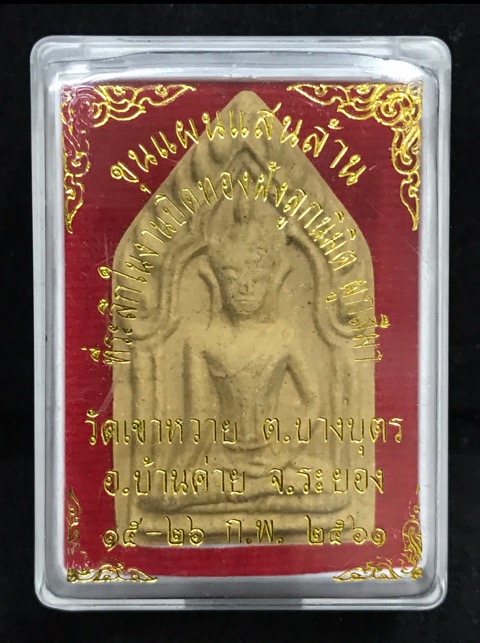 ขุนแผนแสนล้าน
ที่ระลึกในงานปิดทองฝังลูกนิมิต ผูกสีมา
วัดเขาหวาย ต.บางบุตร
อ.บ้านค่าย จ.ระยอง
๑๕-๒๖ ก.พ. ๒๕๖๑